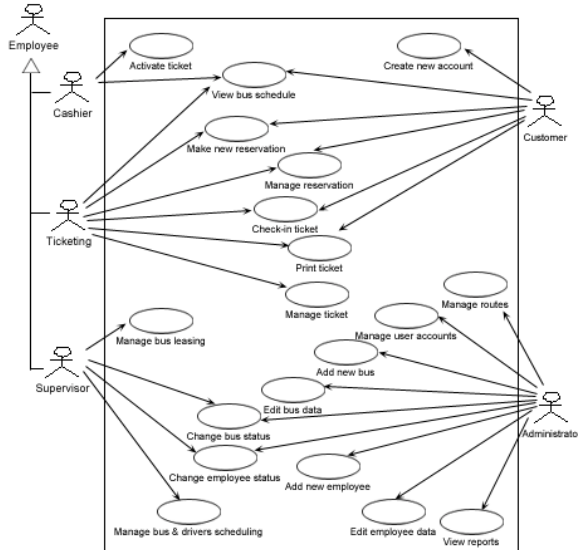 Employee
Activate ticket
Create new account
View bus schedule
Cashier
Make new reservation
Customer
Manage reservation
Check-in ticket
Ticketing
Print ticket
Manage ticket
Manage routes
Manage bus leasing
Manage user accounts
Add new bus
Supervisor
Edit bus data
Change bus status
Administrato
Change employee status
Add new employee
Manage bus & drivers scheduling
Edit employee data
View reports